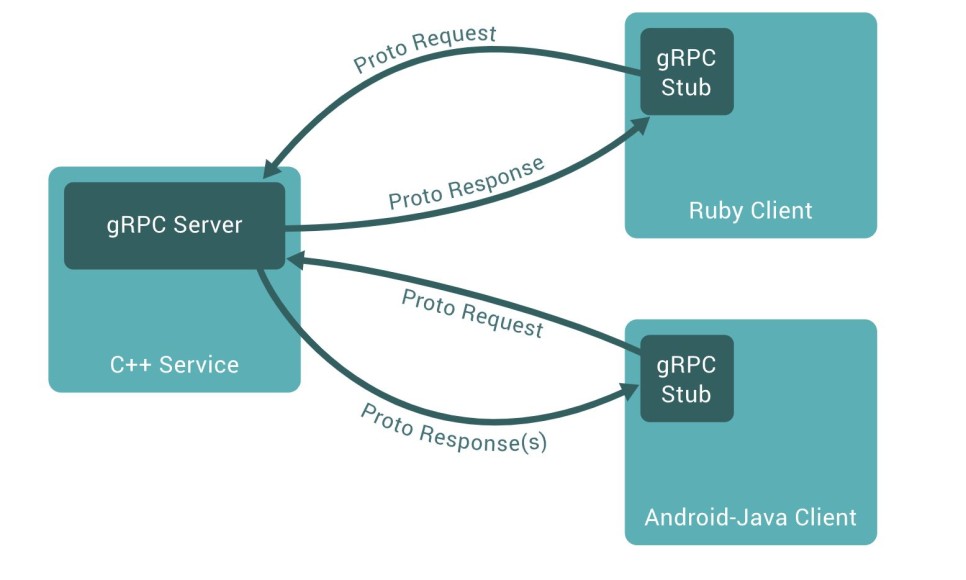 Proto Request
gRPC
Stub
Proto Response
Ruby Client
gRPC Server
C++ Service
Proto Request
gRPC
Stub
Proto Response(s)
Android-Java Client